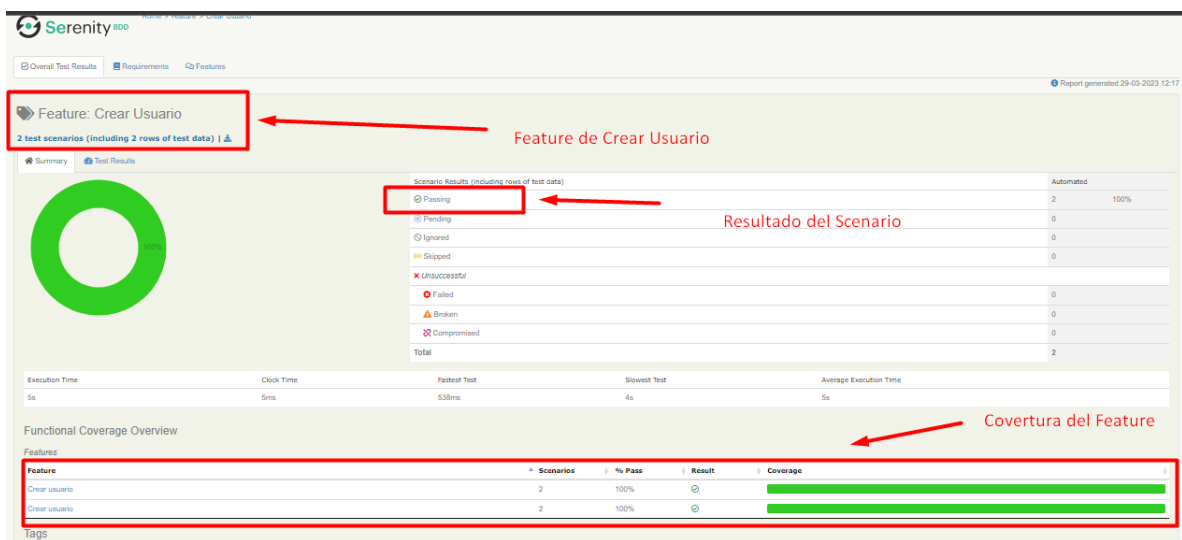 Home > Feature > Crear Usuario
Serenity BDD
Overall Test Results Requirements Features
Report generated 29-03-2023 12:17
Feature: Crear Usuario
2 test scenarios (including 2 rows of test data) |
Feature de Crear Usuario
Summary Test Results
Scenario Results (including rows of test data) Automated
Passing 2 100%
Resultado del Scenario
Pending 0
Ignored 0
100%
Skipped 0
Unsuccessful
Failed 0
Broken 0
Compromised 0
Total 2
Execution Time Clock Time Fastest Test Slowest Test Average Execution Time
5s 5ms 538ms 4s 5s
Covertura del Feature
Functional Coverage Overview
Features
Feature Scenarios % Pass Result Coverage
Crear usuario 2 100%
Crear usuario 2 100%
Tags